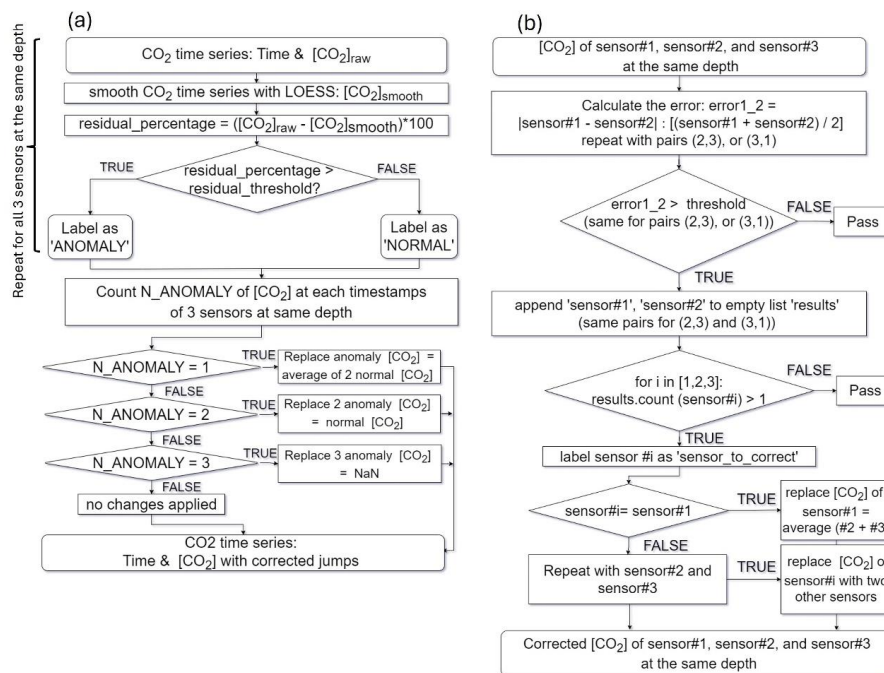 (a)
Repeat for all 3 sensors at the same depth
CO2 time series: Time & [CO2]raw
smooth CO2 time series with LOESS: [CO2]smooth
residual_percentage = ([CO2]raw - [CO2]smooth)*100
TRUE
residual_percentage >
residual_threshold?
FALSE
Label as
'ANOMALY'
Label as
'NORMAL'
Count N_ANOMALY of [CO2] at each timestamps
of 3 sensors at same depth
N_ANOMALY = 1
TRUE
Replace anomaly [CO2] =
average of 2 normal [CO2]
FALSE
N_ANOMALY = 2
TRUE
Replace 2 anomaly [CO2]
= normal [CO2]
FALSE
N_ANOMALY = 3
TRUE
Replace 3 anomaly [CO2]
= NaN
FALSE
no changes applied
CO2 time series:
Time & [CO2] with corrected jumps
(b)
[CO2] of sensor#1, sensor#2, and sensor#3
at the same depth
Calculate the error: error1_2 =
|sensor#1 - sensor#2| : [(sensor#1 + sensor#2) / 2]
repeat with pairs (2,3), or (3,1)
error1_2 > threshold
(same for pairs (2,3), or (3,1))
FALSE
Pass
TRUE
append 'sensor#1', 'sensor#2' to empty list 'results'
(same pairs for (2,3) and (3,1))
for i in [1,2,3]:
results.count (sensor#i) > 1
FALSE
Pass
TRUE
label sensor #i as 'sensor_to_correct'
sensor#i= sensor#1
TRUE
replace [CO2] of
sensor#1 =
average (#2 + #3
FALSE
Repeat with sensor#2 and
sensor#3
TRUE
replace [CO2] o
sensor#i with two
other sensors
Corrected [CO2] of sensor#1, sensor#2, and sensor#3
at the same depth